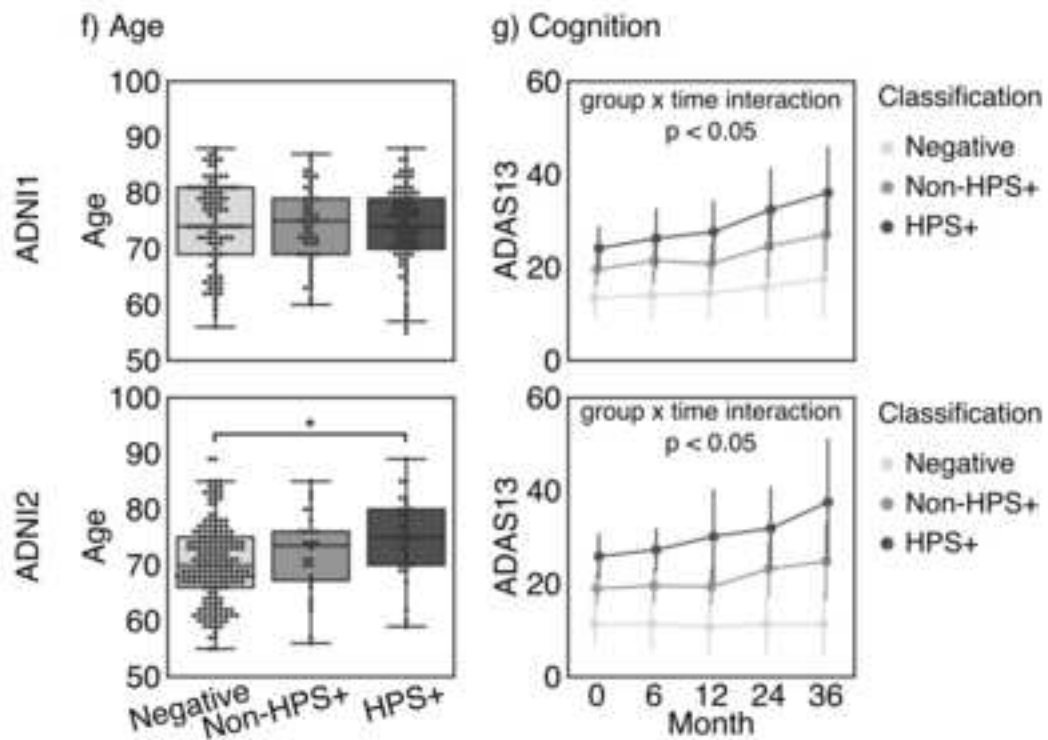 f) Age
g) Cognition
ADNI1
Age
100
90
80
70
60
50
ADAS13
60
40
20
0
group x time interaction
p < 0.05
Classification
Negative
Non-HPS+
HPS+
ADNI2
Age
100
90
80
70
60
50
*
Negative
Non-HPS+
HPS+
ADAS13
60
40
20
0
group x time interaction
p < 0.05
0 6 12 24 36
Month
Classification
Negative
Non-HPS+
HPS+